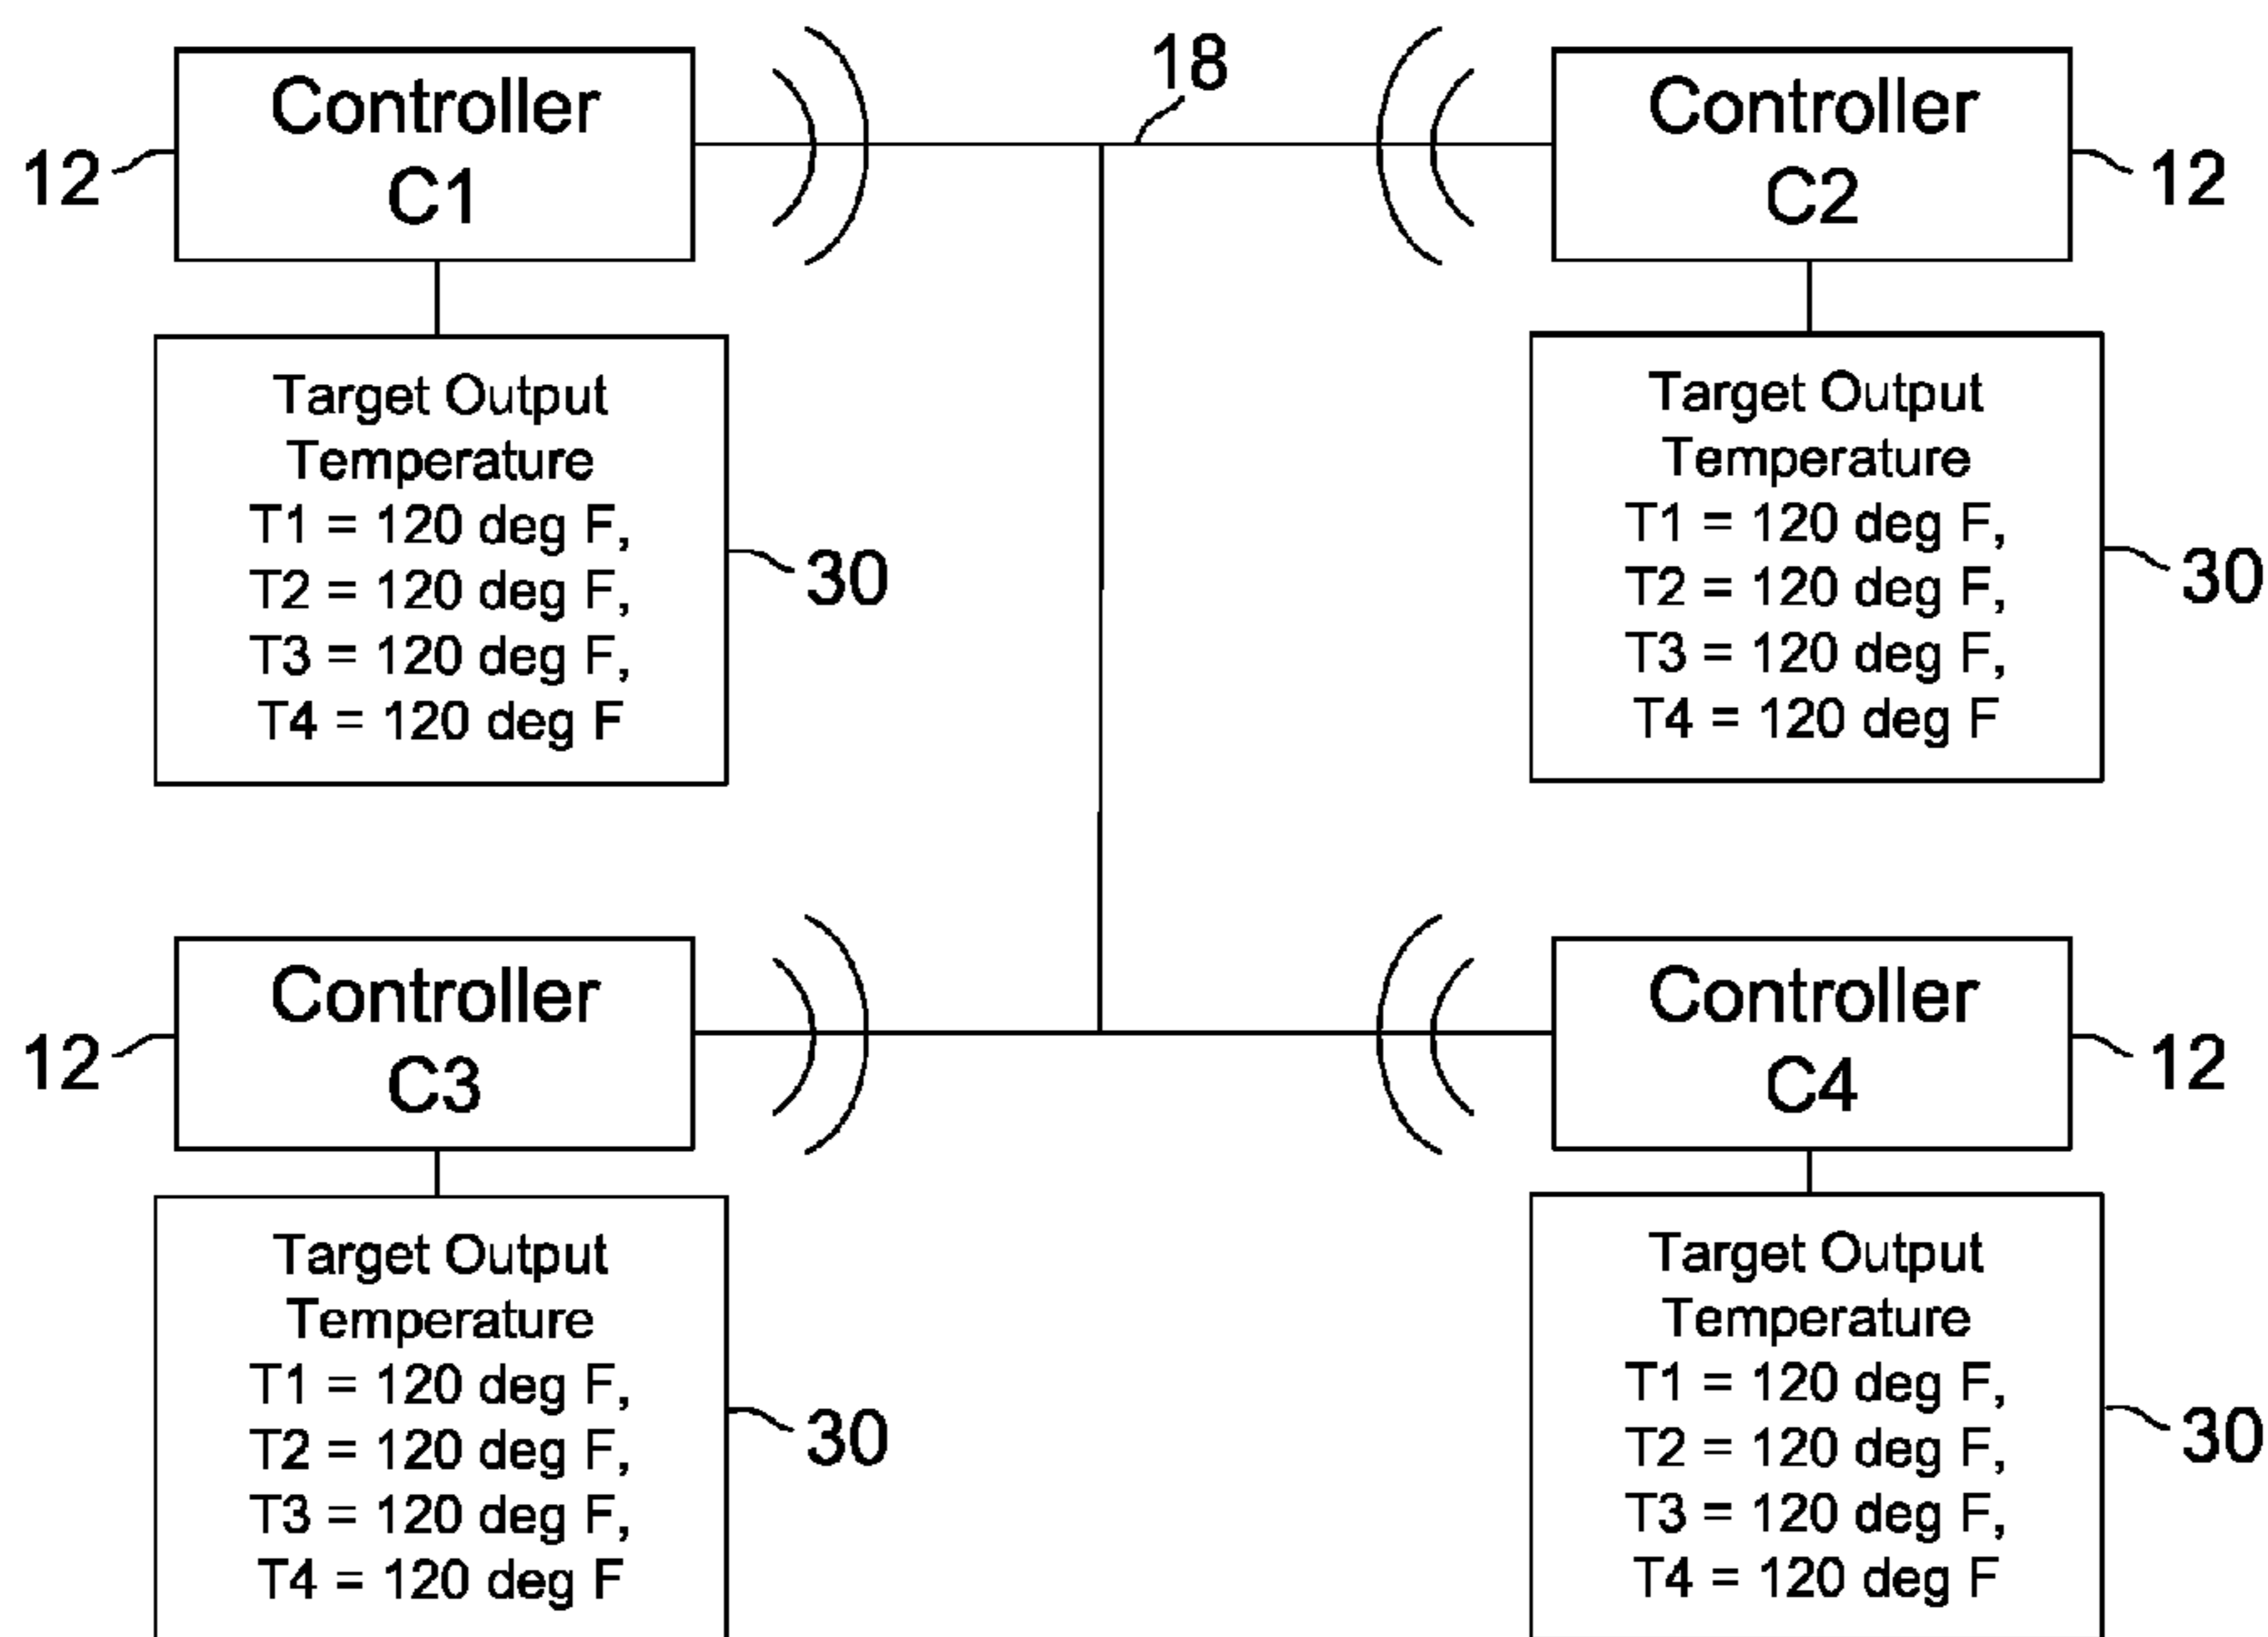 18
Controller
C1
12
Controller
C2
12
Target Output
Temperature
T1 = 120 deg F,
T2 = 120 deg F,
T3 = 120 deg F,
T4 = 120 deg F
30
Target Output
Temperature
T1 = 120 deg F,
T2 = 120 deg F,
T3 = 120 deg F,
T4 = 120 deg F
30
Controller
C3
12
Controller
C4
12
Target Output
Temperature
T1 = 120 deg F,
T2 = 120 deg F,
T3 = 120 deg F,
T4 = 120 deg F
30
Target Output
Temperature
T1 = 120 deg F,
T2 = 120 deg F,
T3 = 120 deg F,
T4 = 120 deg F
30